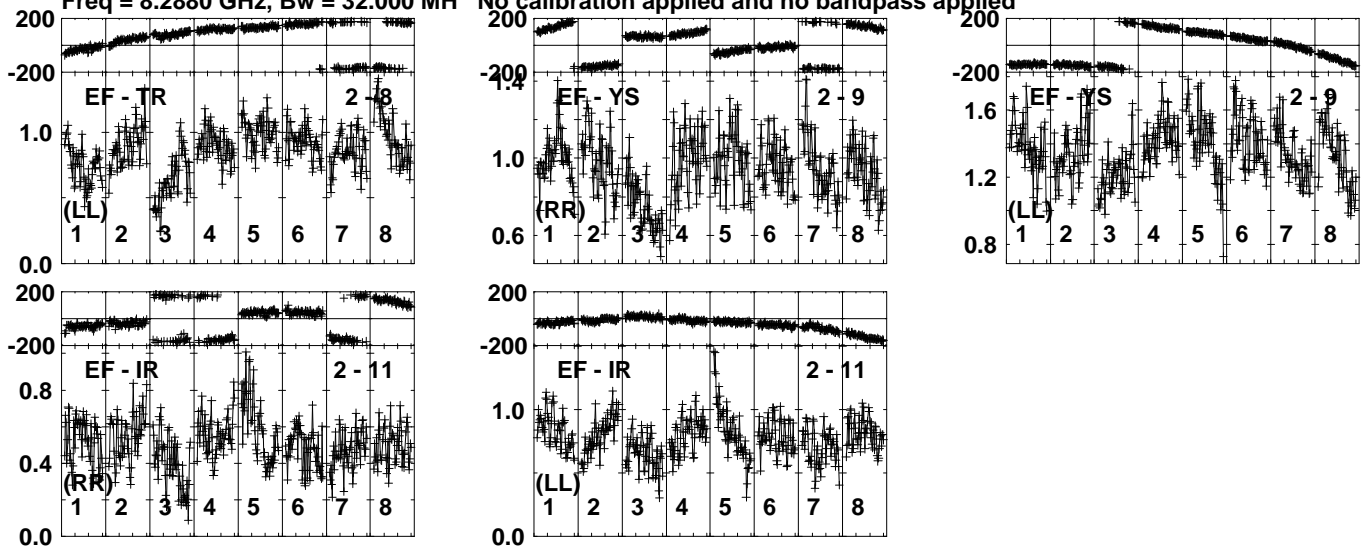 Freq = 8.2880 GHz, Bw = 32.000 MH No calibration applied and no bandpass applied
200
-200
EF - TR 2 - 8
1.0
(LL)
1 2 3 4 5 6 7 8
0.0
200
-200
1.4
EF - YS 2 - 9
1.0
(RR)
0.6
1 2 3 4 5 6 7 8
200
-200
EF - YS 2 - 9
1.6
1.2
(LL)
1 2 3 4 5 6 7 8
0.8
200
-200
EF - IR 2 - 11
0.8
0.4
(RR)
1 2 3 4 5 6 7 8
0.0
200
-200
EF - IR 2 - 11
1.0
(LL)
1 2 3 4 5 6 7 8
0.0